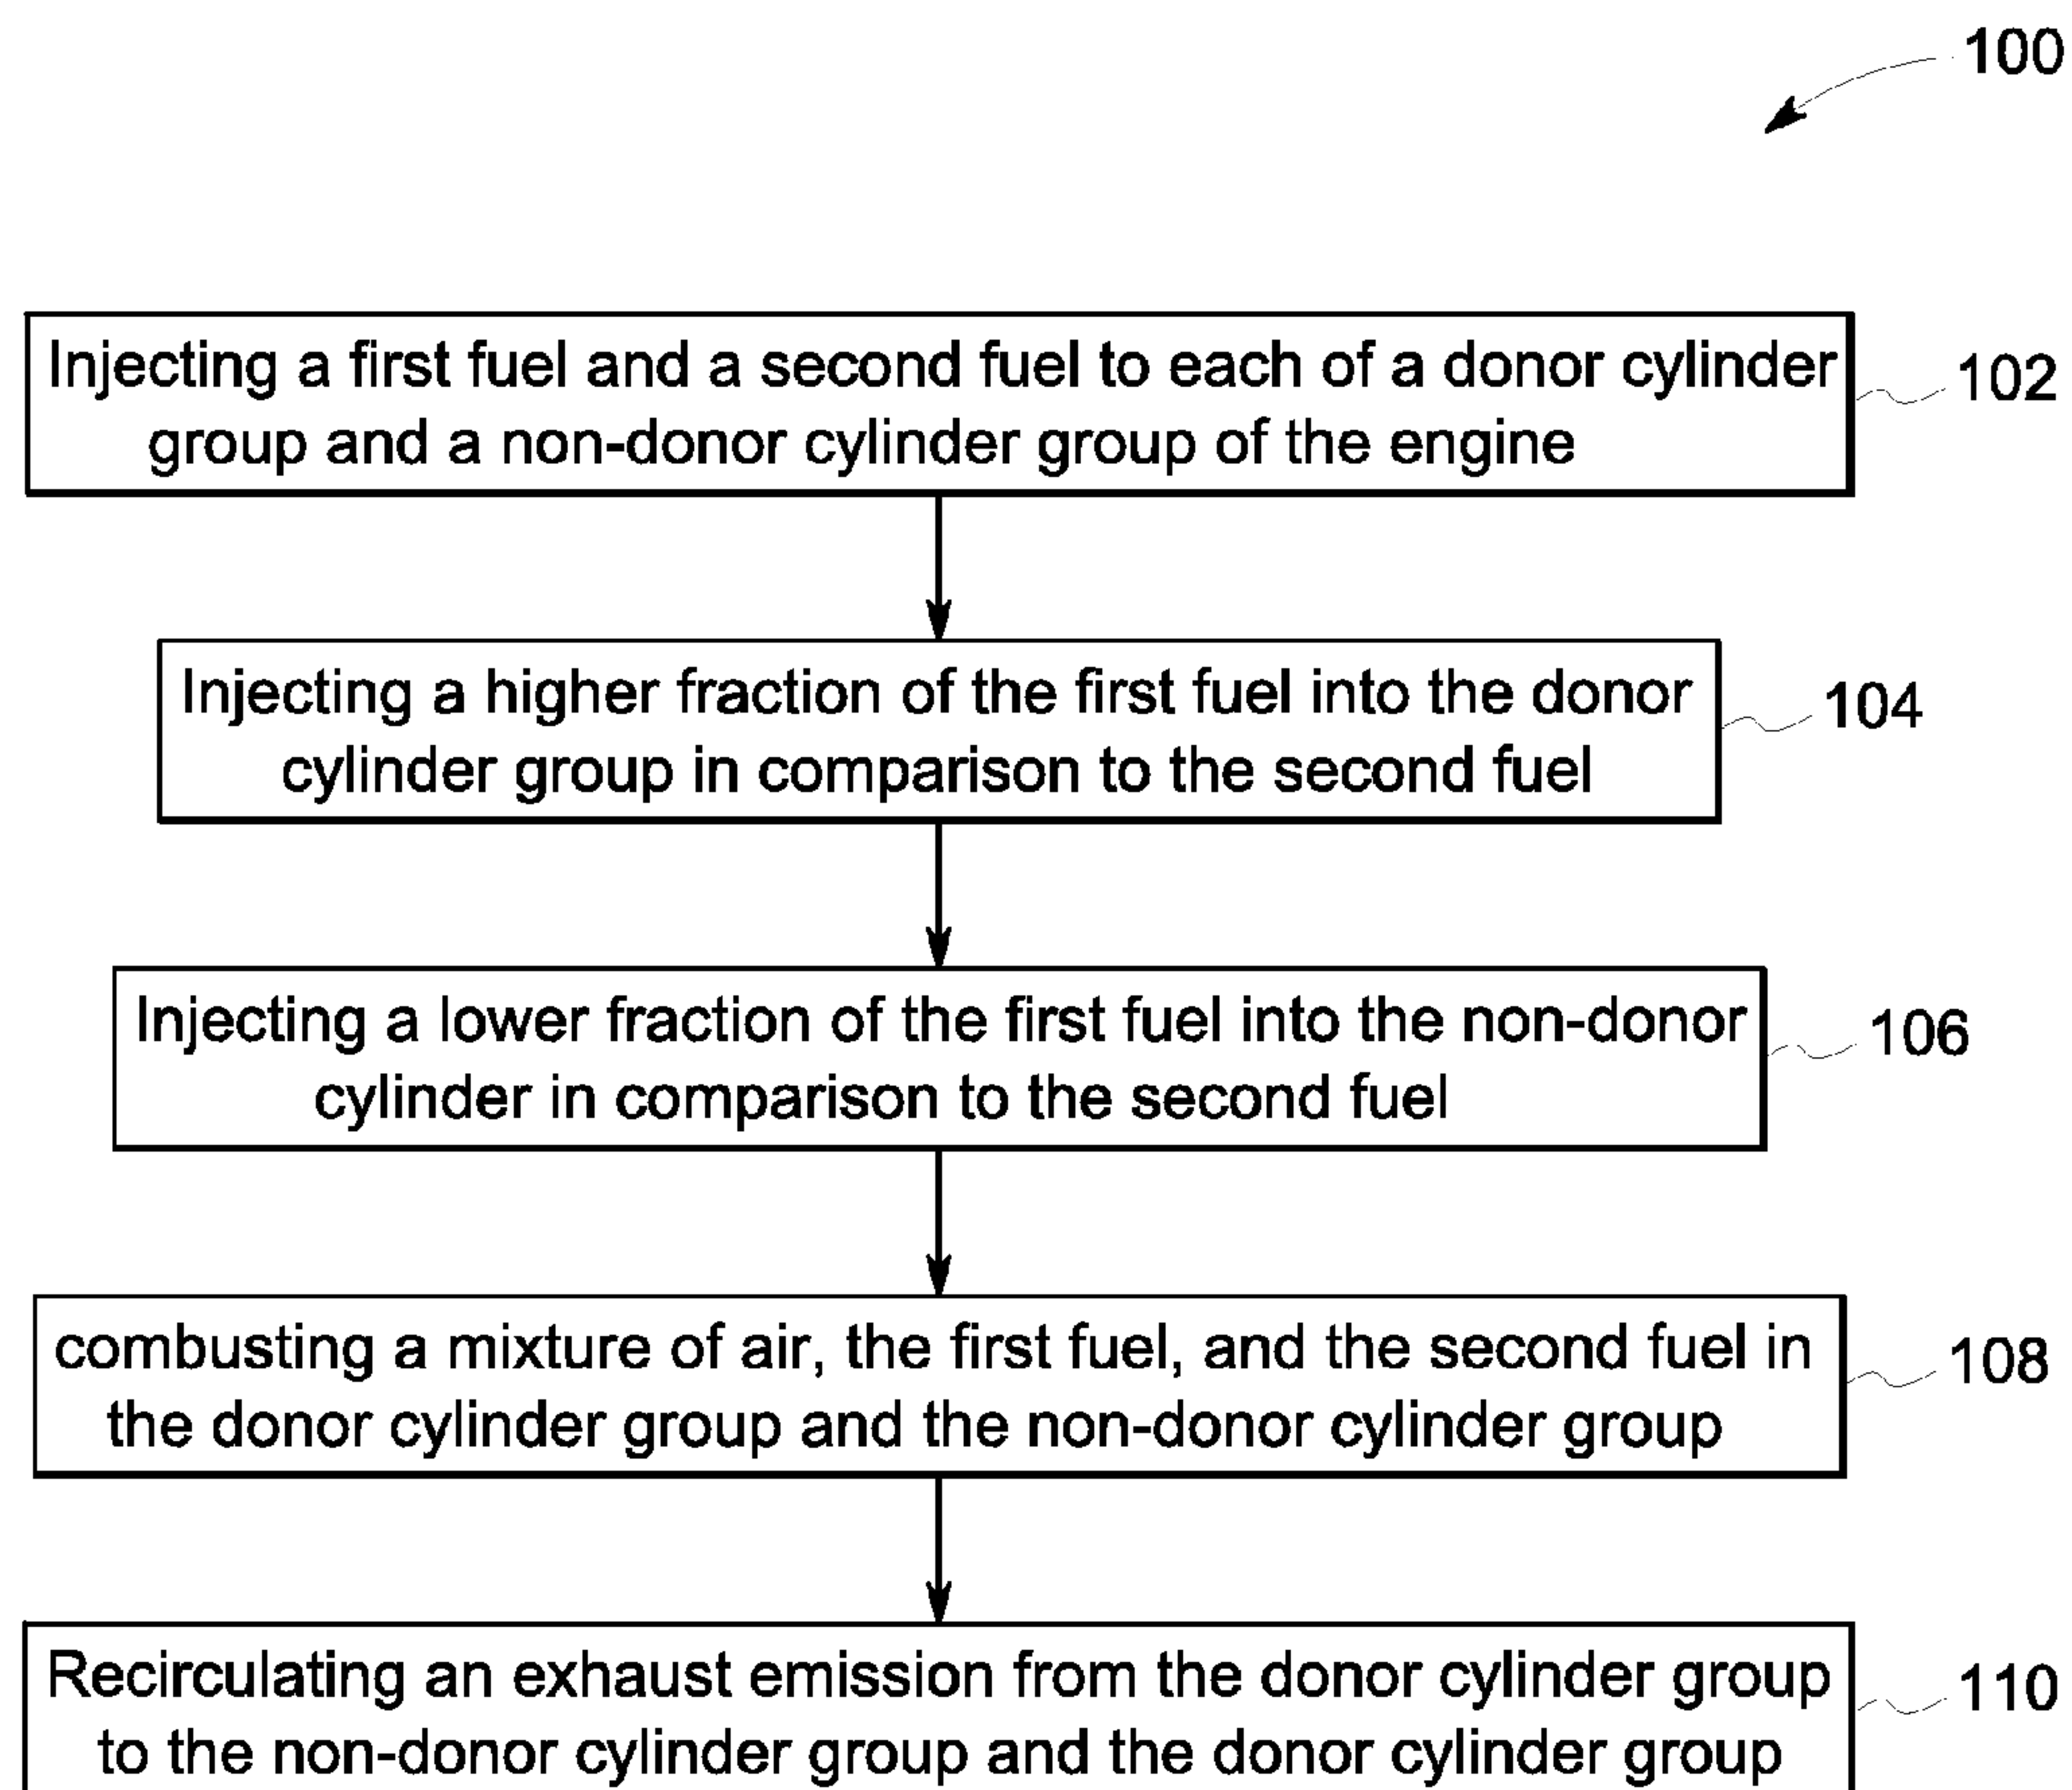 100
Injecting a first fuel and a second fuel to each of a donor cylinder
group and a non-donor cylinder group of the engine
102
Injecting a higher fraction of the first fuel into the donor
cylinder group in comparison to the second fuel
104
Injecting a lower fraction of the first fuel into the non-donor
cylinder in comparison to the second fuel
106
combusting a mixture of air, the first fuel, and the second fuel in
the donor cylinder group and the non-donor cylinder group
108
Recirculating an exhaust emission from the donor cylinder group
to the non-donor cylinder group and the donor cylinder group
110